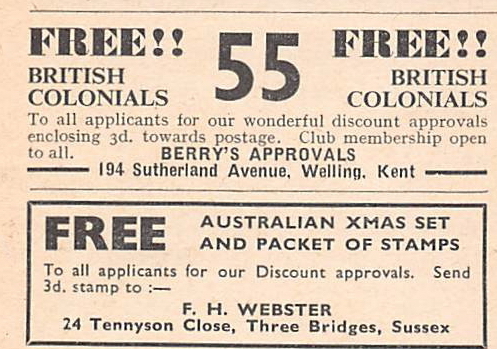 FREE!! 55 FREE!!
BRITISH BRITISH
COLONIALS COLONIALS
To all applicants for our wonderful discount approvals
enclosing 3d. towards postage. Club membership open
to all. BERRY'S APPROVALS
194 Sutherland Avenue, Welling, Kent
FREE AUSTRALIAN XMAS SET
AND PACKET OF STAMPS
To all applicants for our Discount approvals. Send
3d. stamp to :—
F. H. WEBSTER
24 Tennyson Close, Three Bridges, Sussex